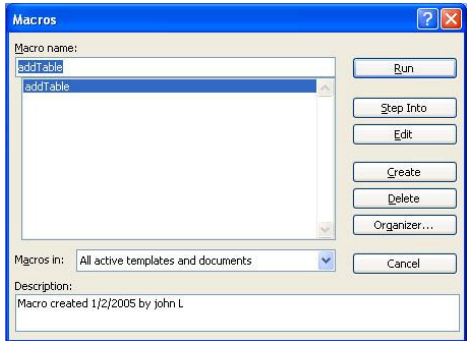 Macros
Macro name:
addTable
addTable
Run
Step Into
Edit
Create
Delete
Organizer...
Macros in: All active templates and documents
Cancel
Description:
Macro created 1/2/2005 by john L